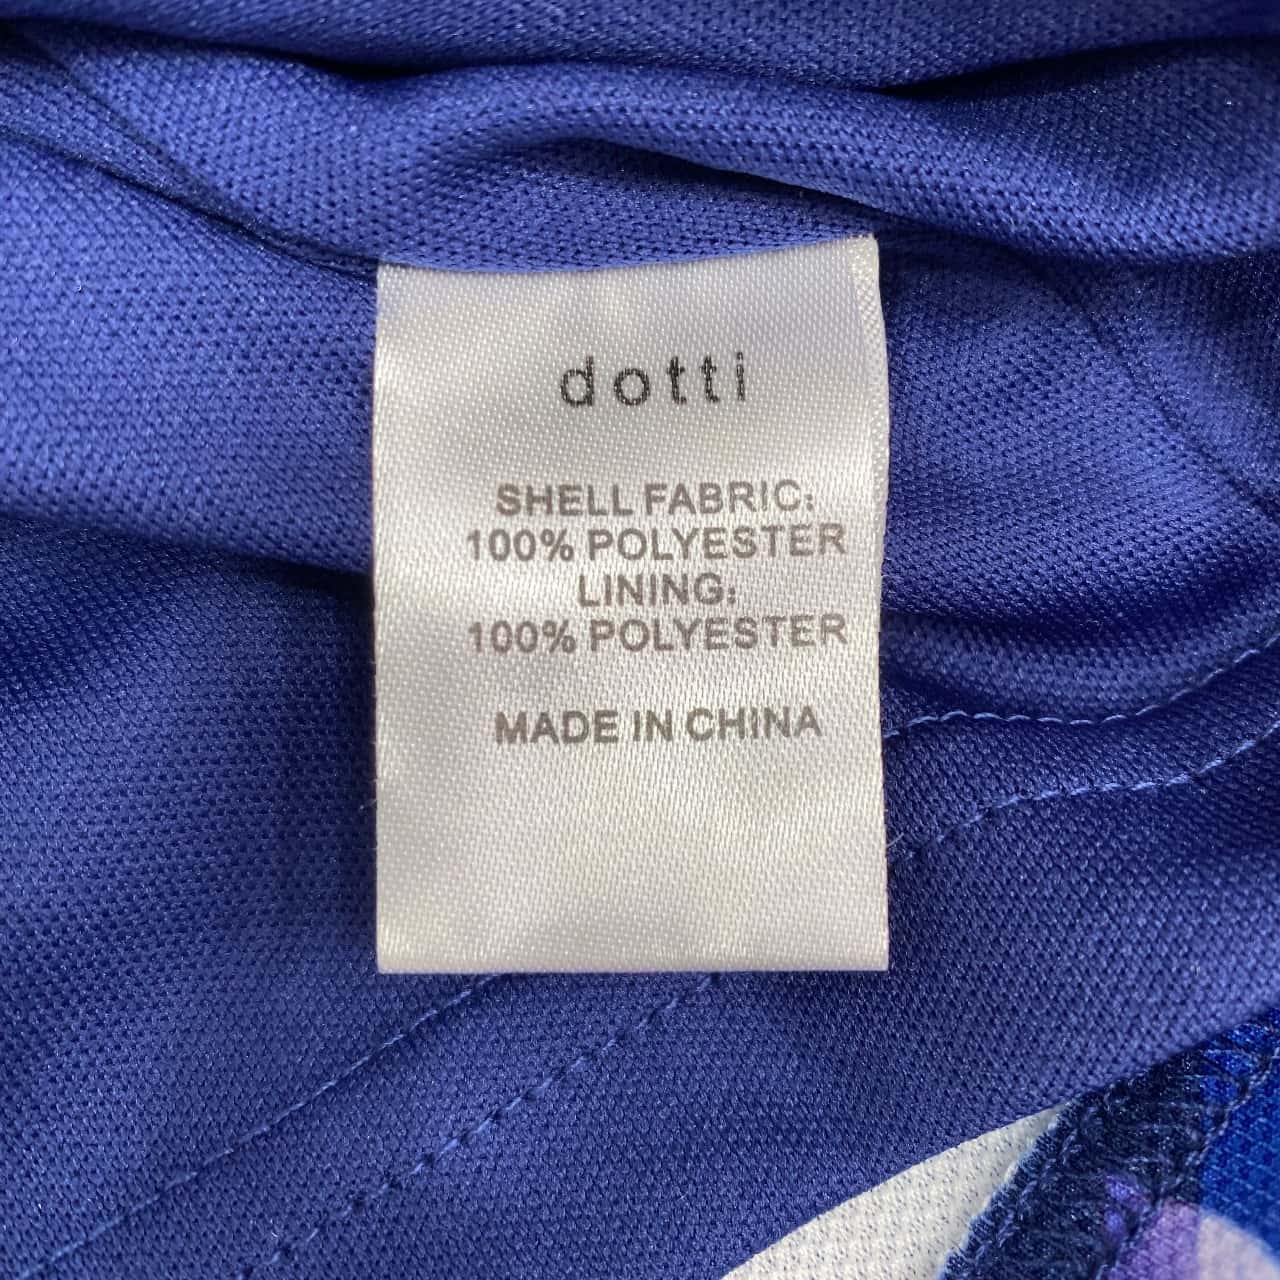 dotti
SHELL FABRIC:
100% POLYESTER
LINING:
100% POLYESTER
MADE IN CHINA